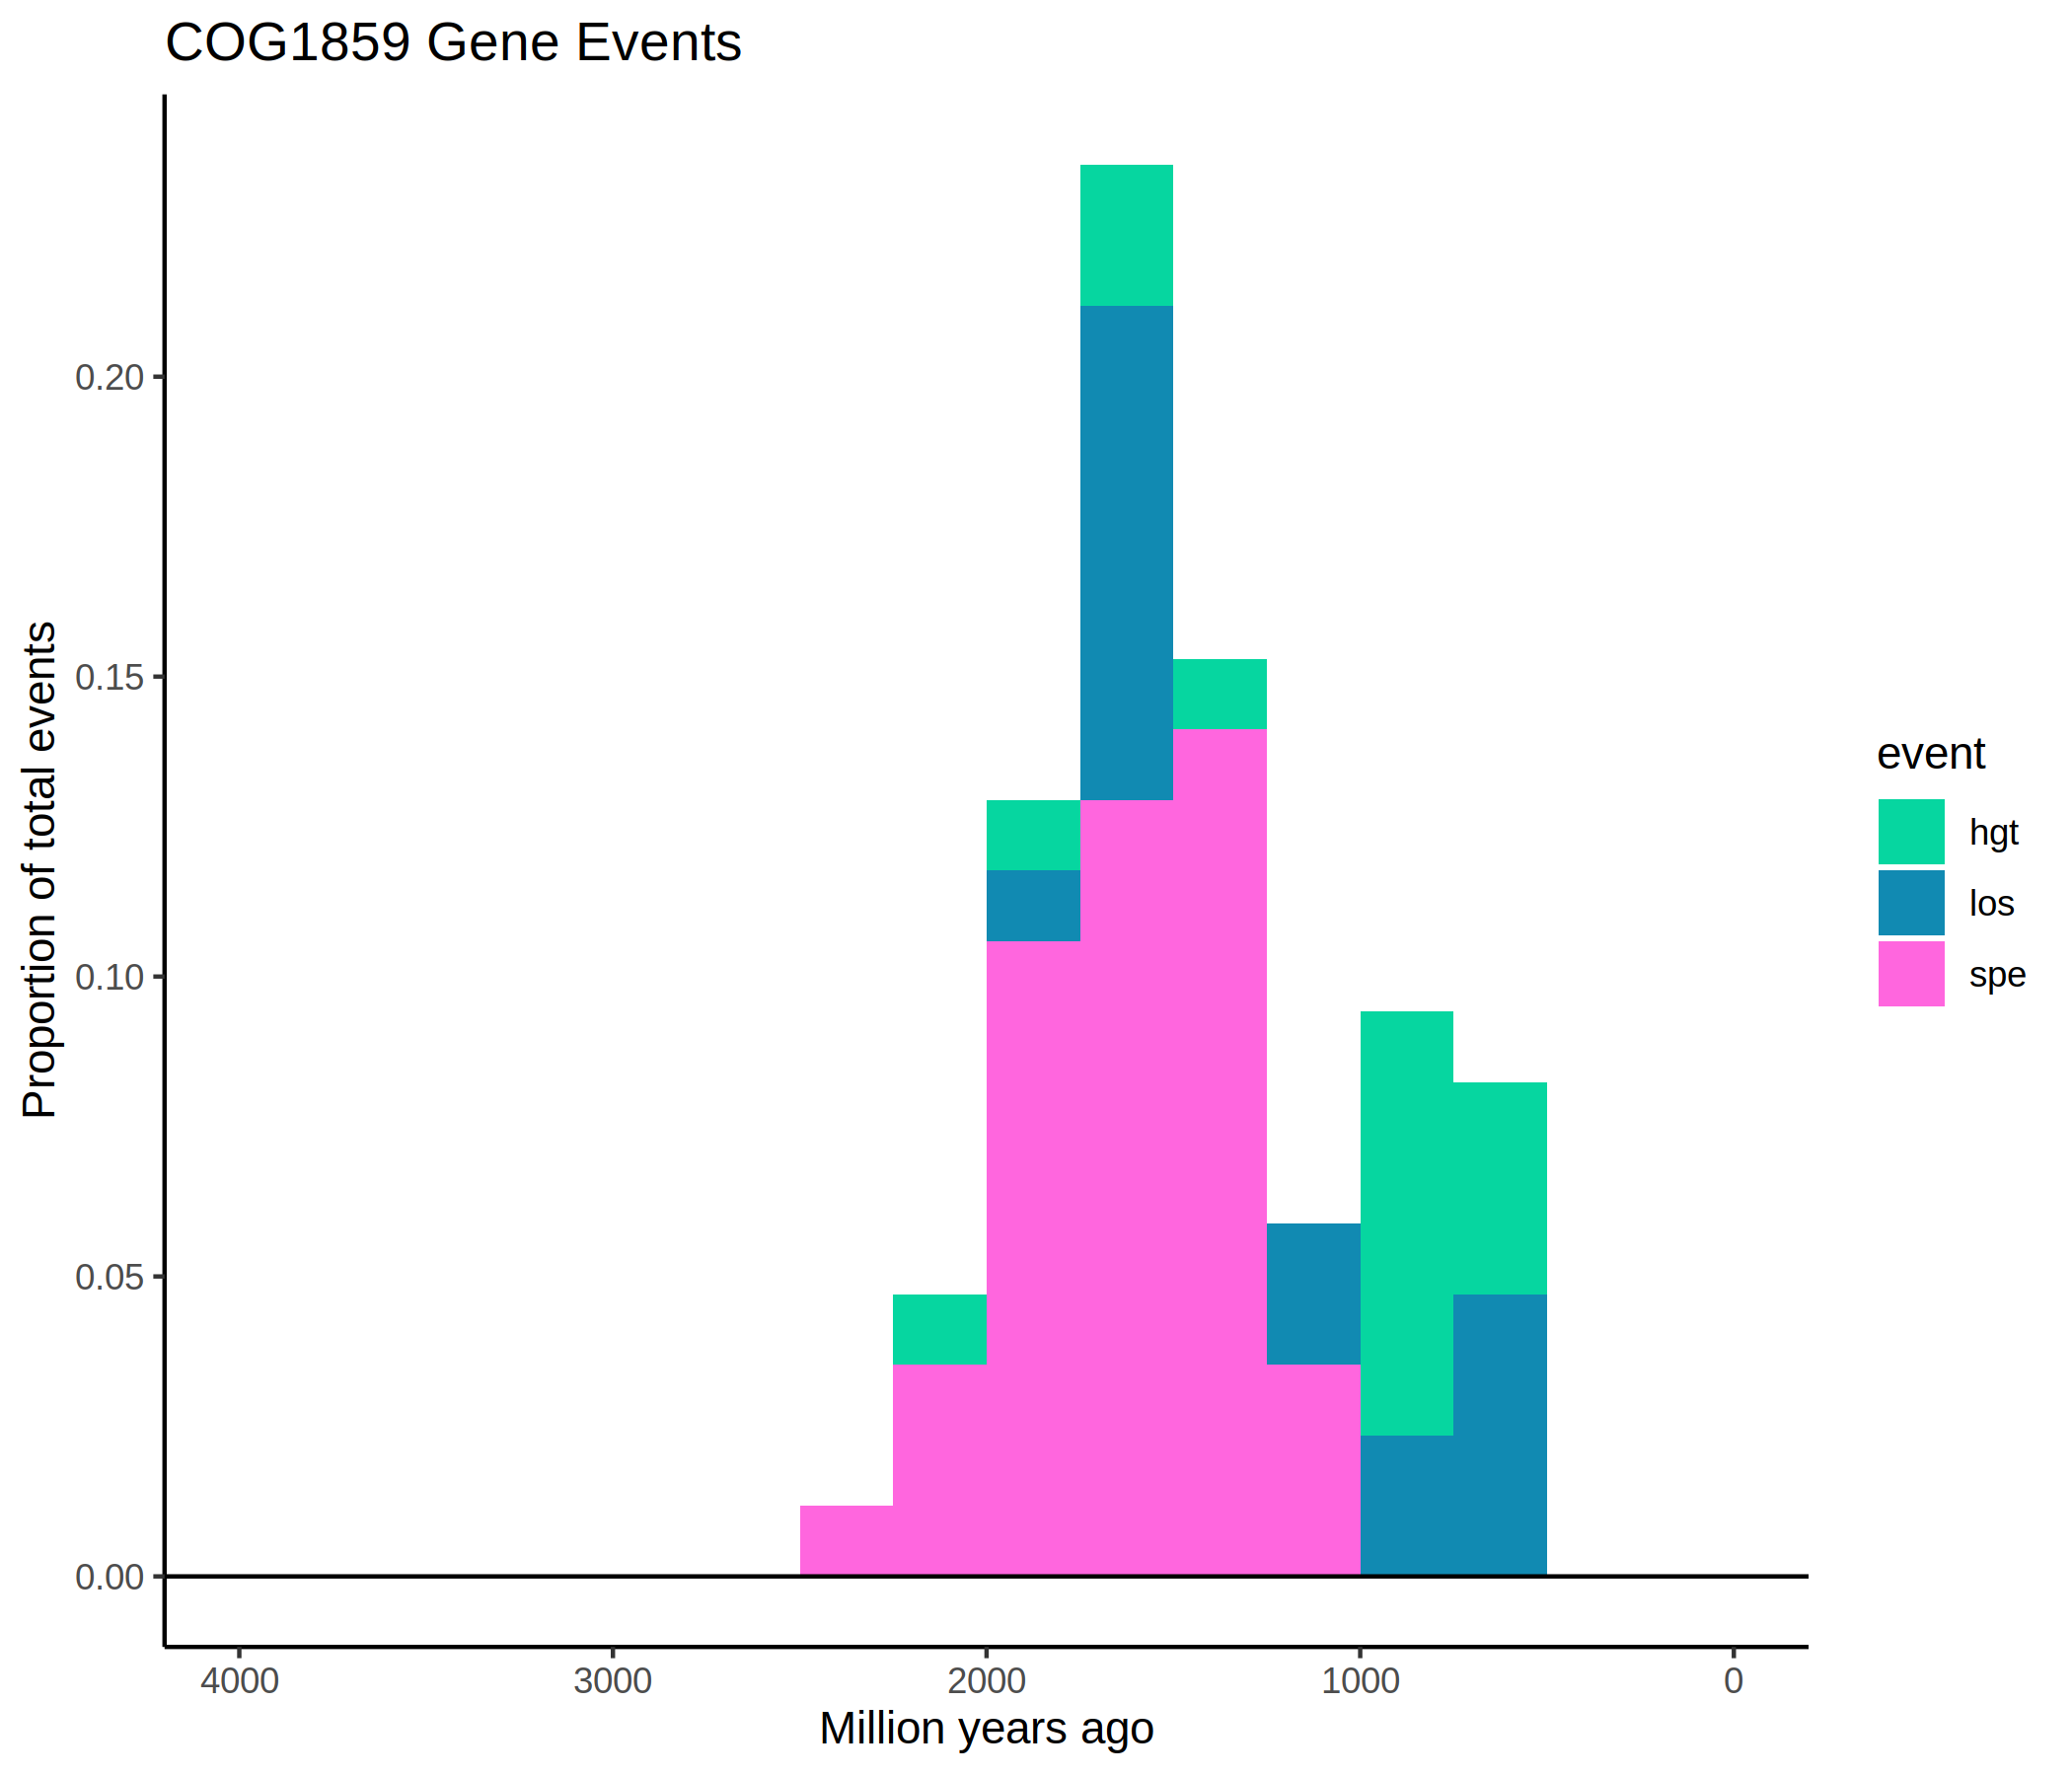 COG1859 Gene Events
Proportion of total events
0.20
0.15
0.10
0.05
0.00
4000 3000 2000 1000 0
Million years ago
event
hgt
los
spe